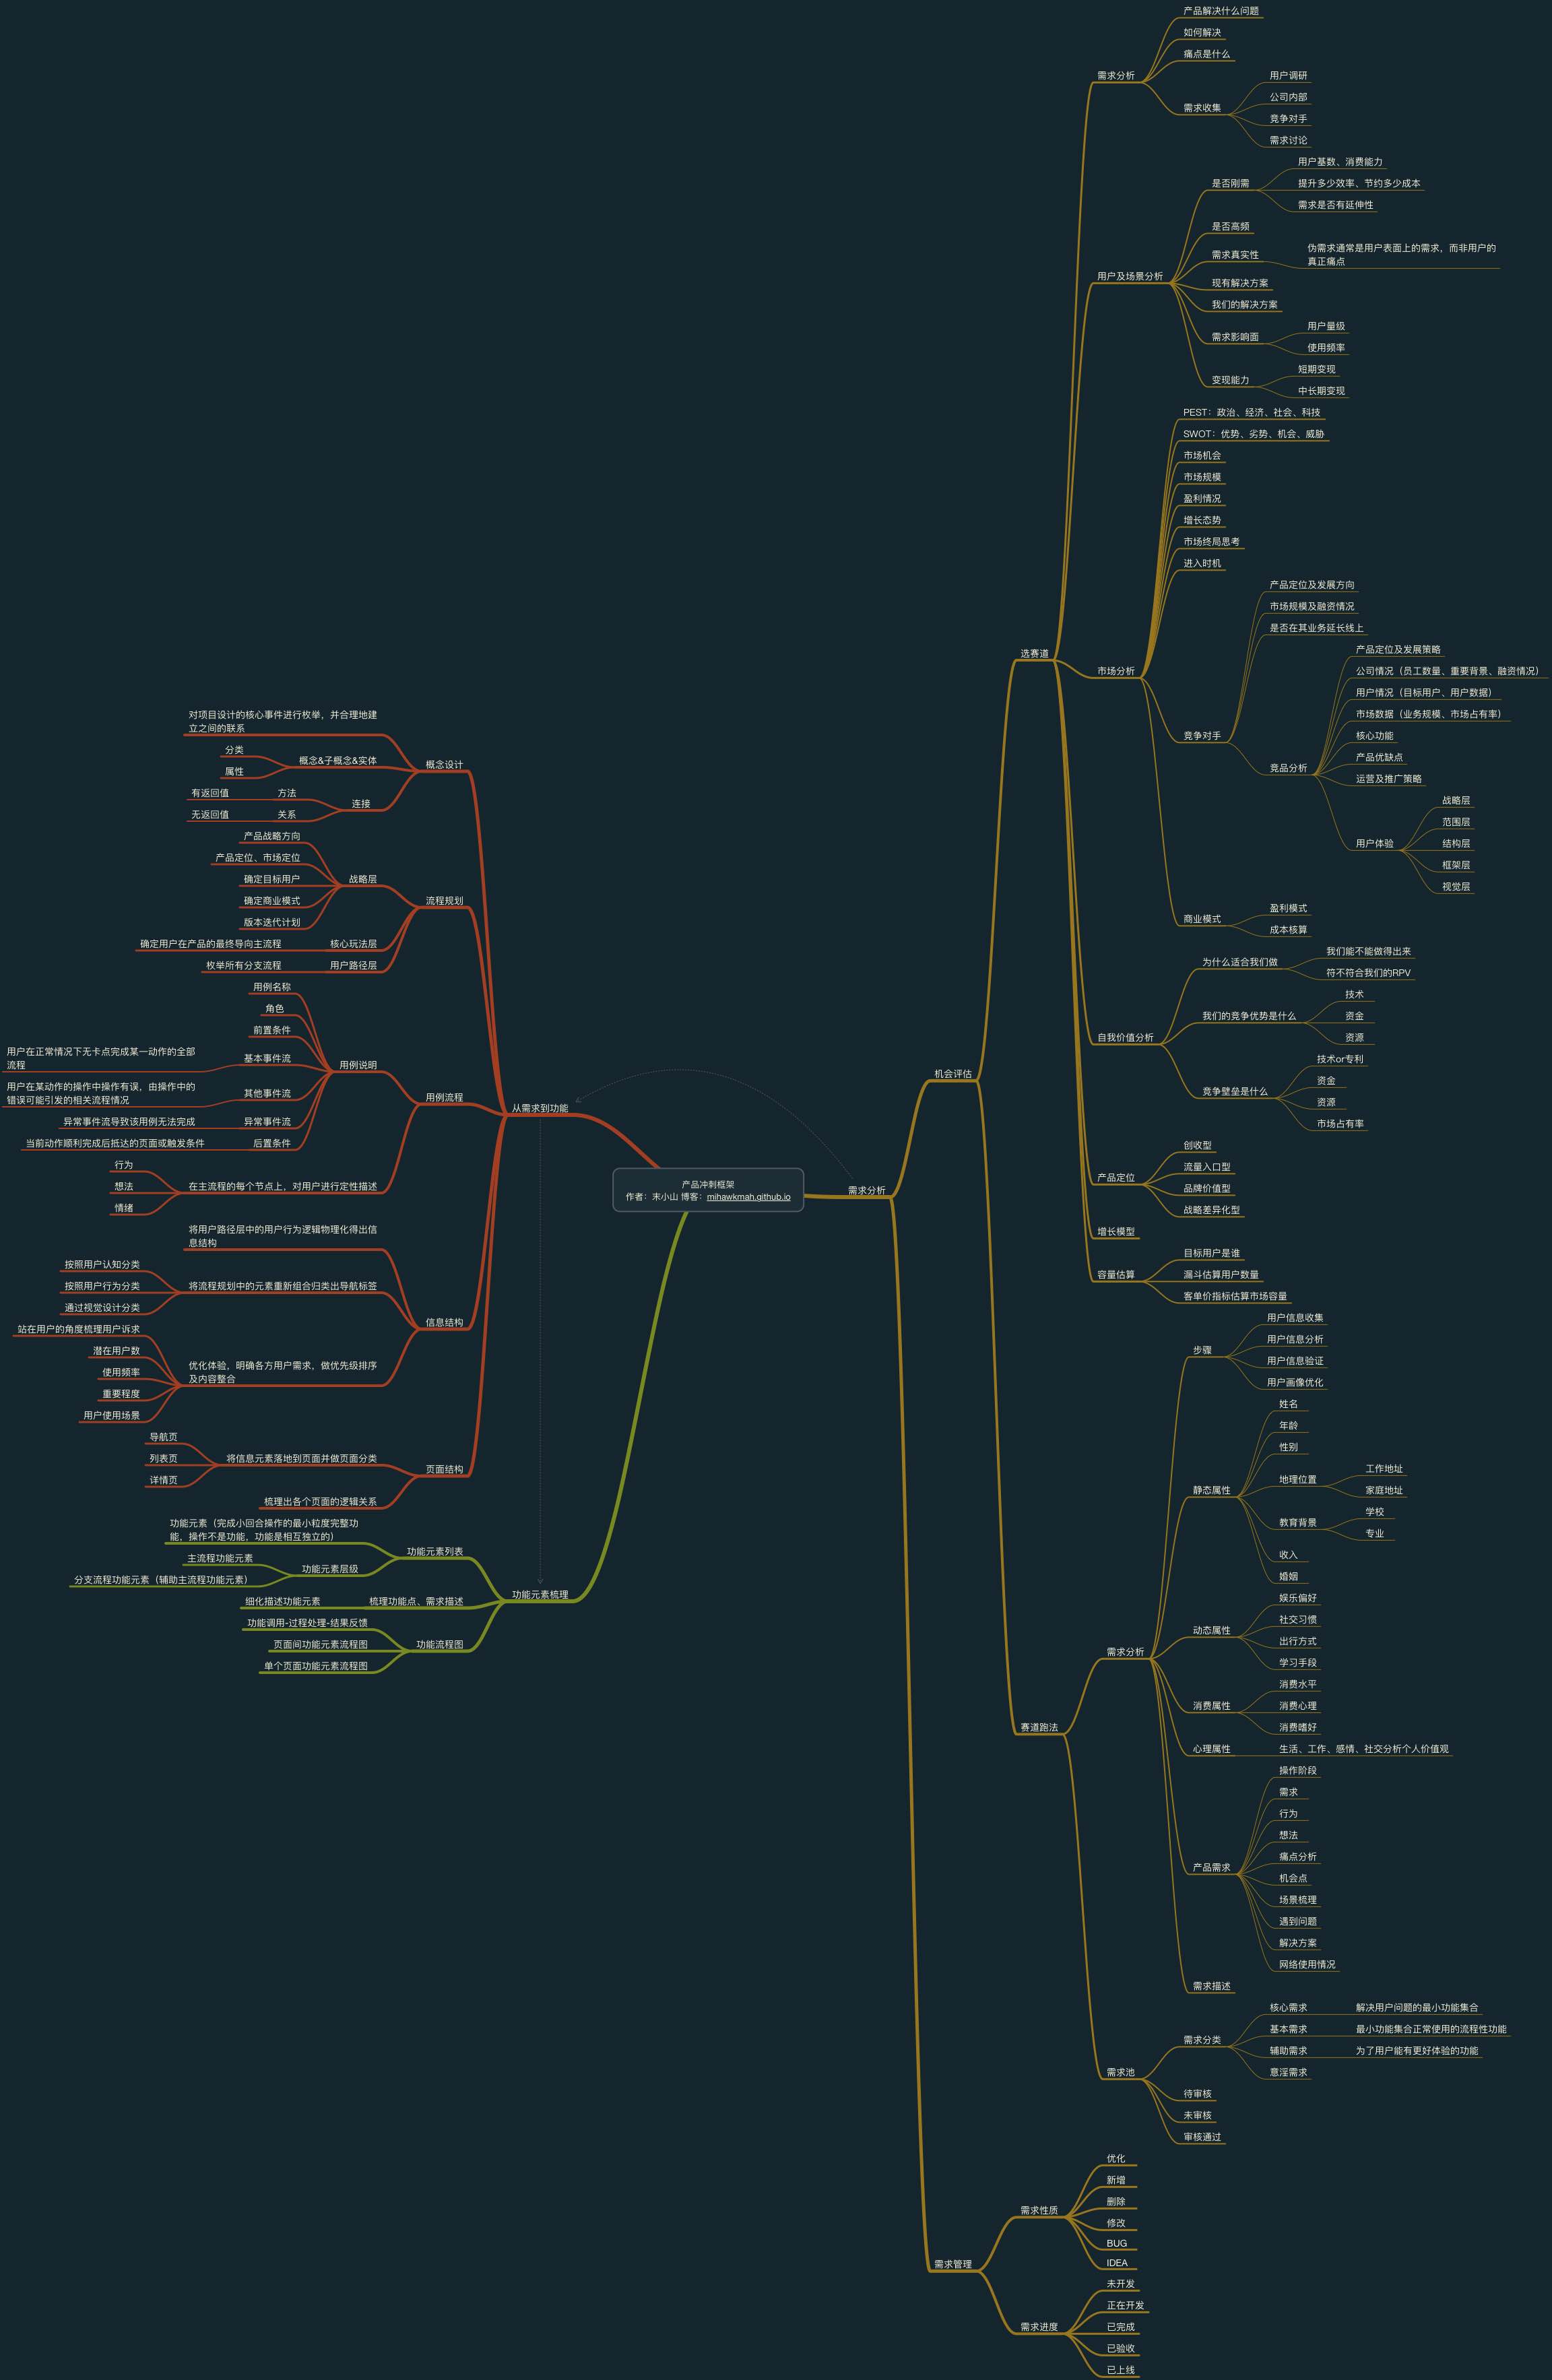 产品冲刺框架
作者：宋小山 博客：mihawkmah.github.io
需求分析
机会评估
选赛道
需求分析
产品解决什么问题
如何解决
痛点是什么
需求收集
用户调研
公司内部
竞争对手
需求讨论
用户及场景分析
是否刚需
用户基数、消费能力
提升多少效率、节约多少成本
需求是否有延伸性
是否高频
需求真实性
伪需求通常是用户表面上的需求，而非用户的
真正痛点
现有解决方案
我们的解决方案
需求影响面
用户量级
使用频率
变现能力
短期变现
中长期变现
市场分析
PEST：政治、经济、社会、科技
SWOT：优势、劣势、机会、威胁
市场机会
市场规模
盈利情况
增长态势
市场终局思考
进入时机
竞争对手
产品定位及发展方向
市场规模及融资情况
是否在其业务延长线上
竞品分析
产品定位及发展策略
公司情况（员工数量、重要背景、融资情况）
用户情况（目标用户、用户数据）
市场数据（业务规模、市场占有率）
核心功能
产品优缺点
运营及推广策略
用户体验
战略层
范围层
结构层
框架层
视觉层
商业模式
盈利模式
成本核算
自我价值分析
为什么适合我们做
我们能不能做得出来
符不符合我们的RPV
我们的竞争优势是什么
技术
资金
资源
竞争壁垒是什么
技术or专利
资金
资源
市场占有率
产品定位
创收型
流量入口型
品牌价值型
战略差异化型
增长模型
容量估算
目标用户是谁
漏斗估算用户数量
客单价指标估算市场容量
赛道跑法
需求分析
步骤
用户信息收集
用户信息分析
用户信息验证
用户画像优化
静态属性
姓名
年龄
性别
地理位置
工作地址
家庭地址
教育背景
学校
专业
收入
婚姻
动态属性
娱乐偏好
社交习惯
出行方式
学习手段
消费属性
消费水平
消费心理
消费嗜好
心理属性
生活、工作、感情、社交分析个人价值观
产品需求
操作阶段
需求
行为
想法
痛点分析
机会点
场景梳理
遇到问题
解决方案
网络使用情况
需求描述
需求池
需求分类
核心需求
解决用户问题的最小功能集合
基本需求
最小功能集合正常使用的流程性功能
辅助需求
为了用户能有更好体验的功能
意淫需求
待审核
未审核
审核通过
需求管理
需求性质
优化
新增
删除
修改
BUG
IDEA
需求进度
未开发
正在开发
已完成
已验收
已上线
从需求到功能
概念设计
对项目设计的核心事件进行枚举，并合理地建
立之间的联系
概念&子概念&实体
分类
属性
连接
方法
有返回值
关系
无返回值
流程规划
战略层
产品战略方向
产品定位、市场定位
确定目标用户
确定商业模式
版本迭代计划
核心玩法层
确定用户在产品的最终导向主流程
用户路径层
枚举所有分支流程
用例流程
用例说明
用例名称
角色
前置条件
基本事件流
用户在正常情况下无卡点完成某一动作的全部
流程
其他事件流
用户在某动作的操作中操作有误，由操作中的
错误可能引发的相关流程情况
异常事件流
异常事件流导致该用例无法完成
后置条件
当前动作顺利完成后抵达的页面或触发条件
在主流程的每个节点上，对用户进行定性描述
行为
想法
情绪
信息结构
将用户路径层中的用户行为逻辑物理化得出信
息结构
将流程规划中的元素重新组合归类出导航标签
按照用户认知分类
按照用户行为分类
通过视觉设计分类
优化体验，明确各方用户需求，做优先级排序
及内容整合
站在用户的角度梳理用户诉求
潜在用户数
使用频率
重要程度
用户使用场景
页面结构
将信息元素落地到页面并做页面分类
导航页
列表页
详情页
梳理出各个页面的逻辑关系
功能元素梳理
功能元素列表
功能元素（完成小回合操作的最小粒度完整功
能，操作不是功能，功能是相互独立的）
功能元素层级
主流程功能元素
分支流程功能元素（辅助主流程功能元素）
梳理功能点、需求描述
细化描述功能元素
功能流程图
功能调用-过程处理-结果反馈
页面间功能元素流程图
单个页面功能元素流程图